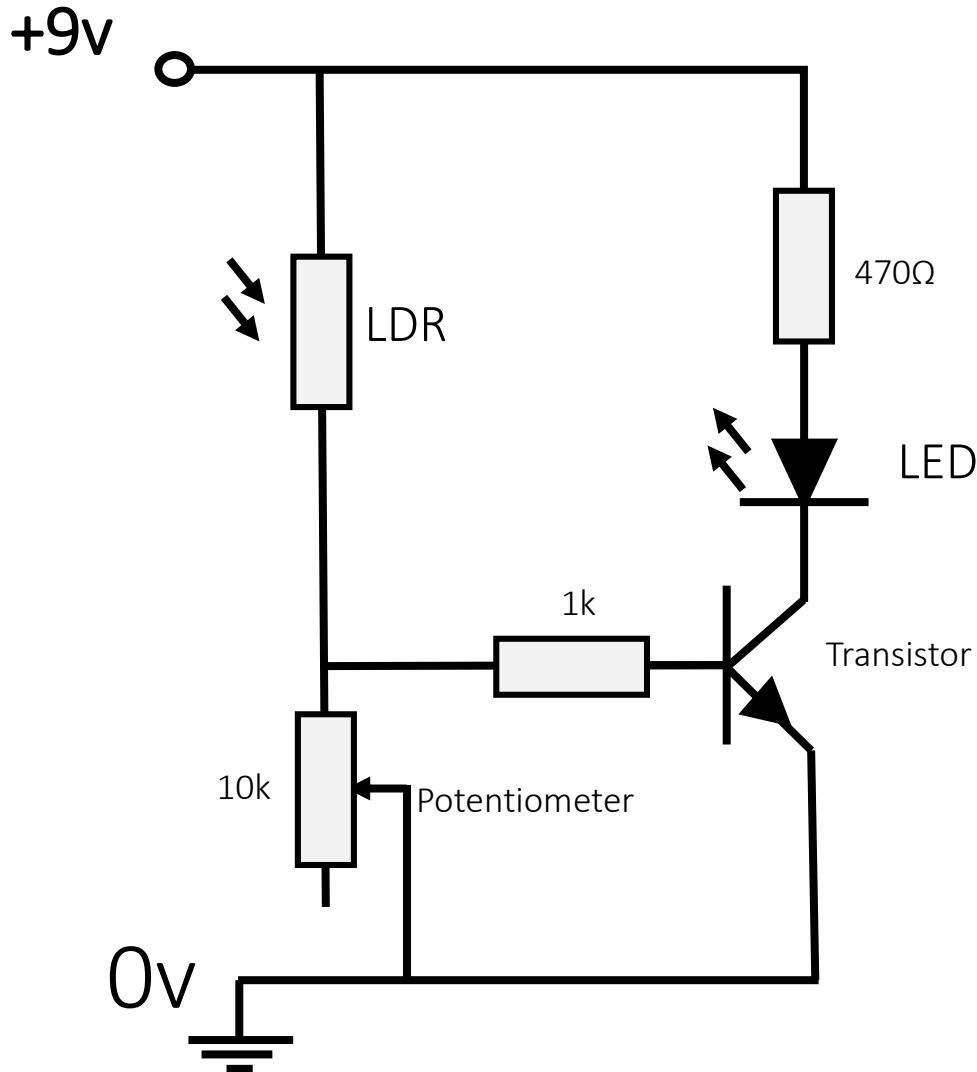 +9v
470Ω
LDR
LED
1k
Transistor
10k
Potentiometer
0v